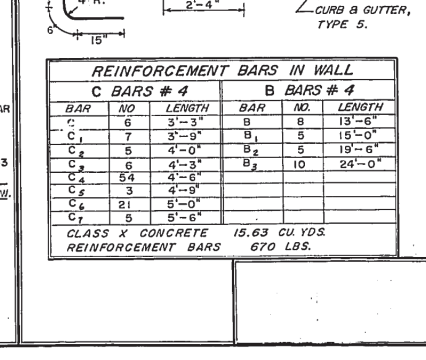 4" R.
2'-4"
CURB & GUTTER,
TYPE 5.
6"
15"
REINFORCEMENT BARS IN WALL
C BARS # 4 B BARS # 4
BAR NO LENGTH BAR NO. LENGTH
C 6 3'-3" B 8 13'-6"
C1 7 3'-9" B1 5 15'-0"
C2 5 4'-0" B2 5 19'-6"
C3 6 4'-3" B3 10 24'-0"
C4 54 4'-6"
C5 3 4'-9"
C6 21 5'-0"
C7 5 5'-6"
CLASS X CONCRETE 15.63 CU. YDS.
REINFORCEMENT BARS 670 LBS.
AR
3